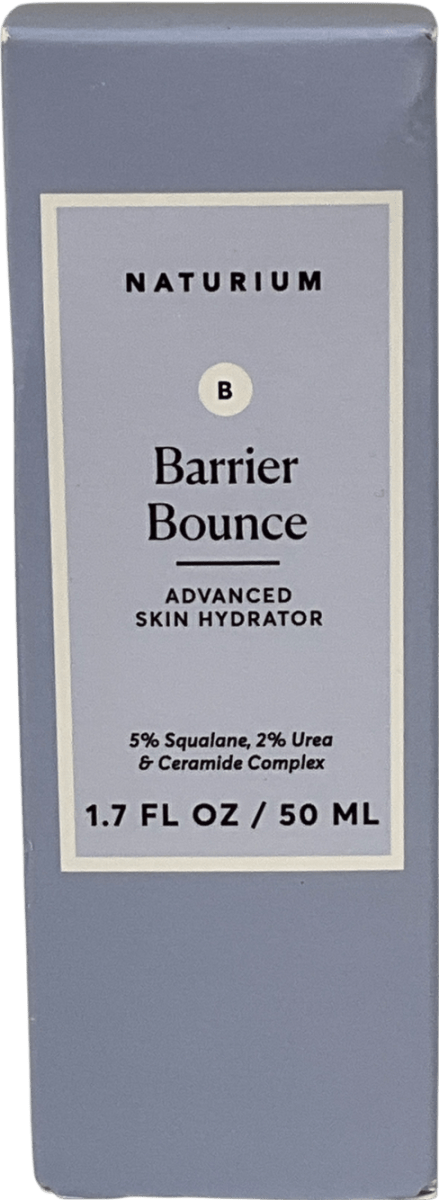 NATURIUM
B
Barrier
Bounce
ADVANCED
SKIN HYDRATOR
5% Squalane, 2% Urea
& Ceramide Complex
1.7 FL OZ / 50 ML